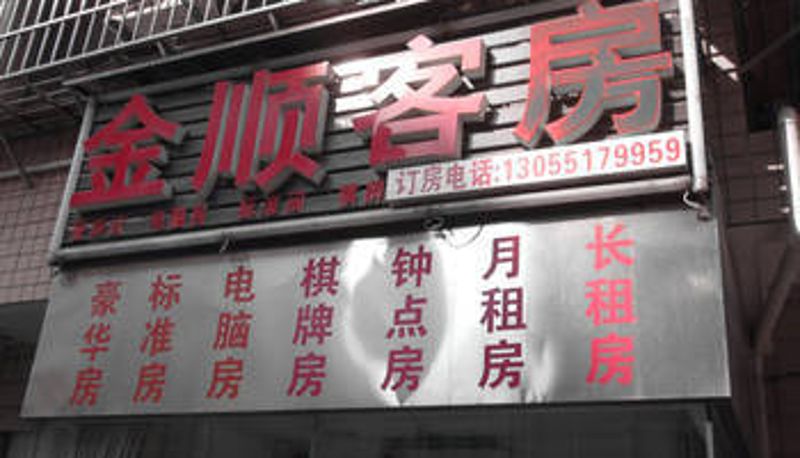 金顺客房
订房电话:13055179959
豪华房
标准房
电脑房
棋牌房
钟点房
月租房
长租房